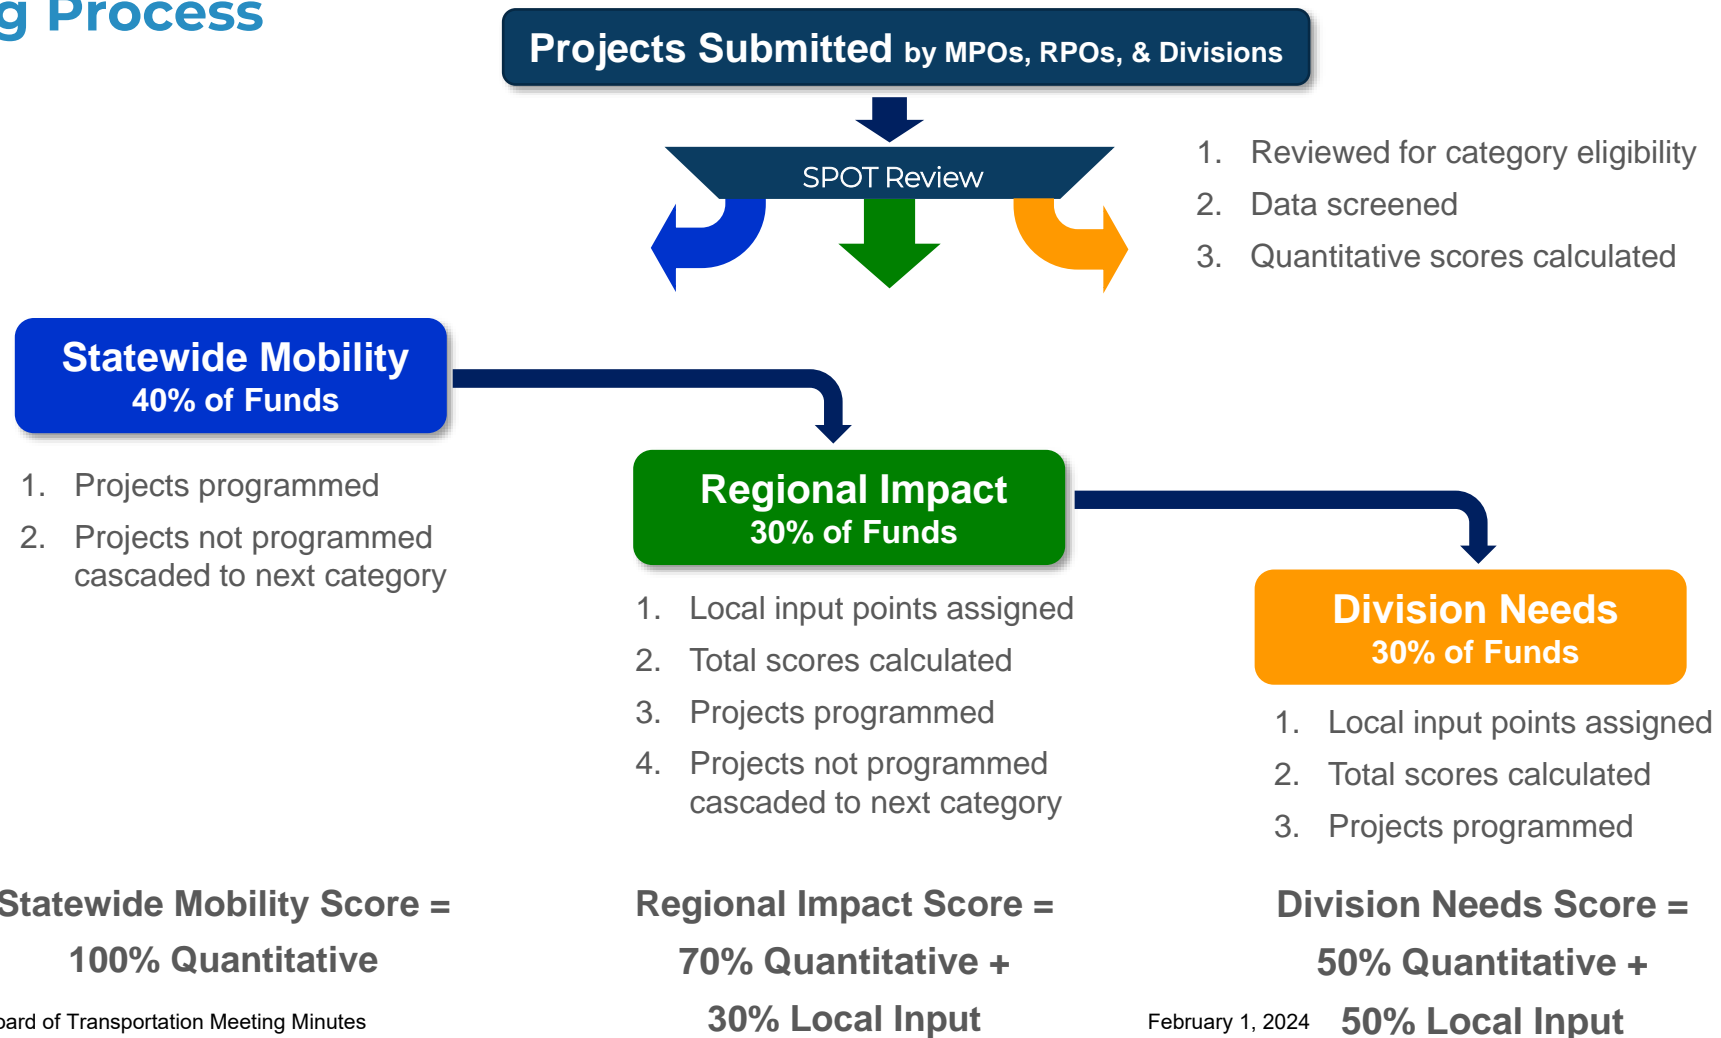 g Process
Projects Submitted by MPOs, RPOs, & Divisions
SPOT Review
1. Reviewed for category eligibility
2. Data screened
3. Quantitative scores calculated
Statewide Mobility
40% of Funds
1. Projects programmed
2. Projects not programmed
cascaded to next category
Regional Impact
30% of Funds
1. Local input points assigned
2. Total scores calculated
3. Projects programmed
4. Projects not programmed
cascaded to next category
Division Needs
30% of Funds
1. Local input points assigned
2. Total scores calculated
3. Projects programmed
Statewide Mobility Score =
100% Quantitative
Regional Impact Score =
70% Quantitative +
30% Local Input
Division Needs Score =
50% Quantitative +
50% Local Input
oard of Transportation Meeting Minutes
February 1, 2024